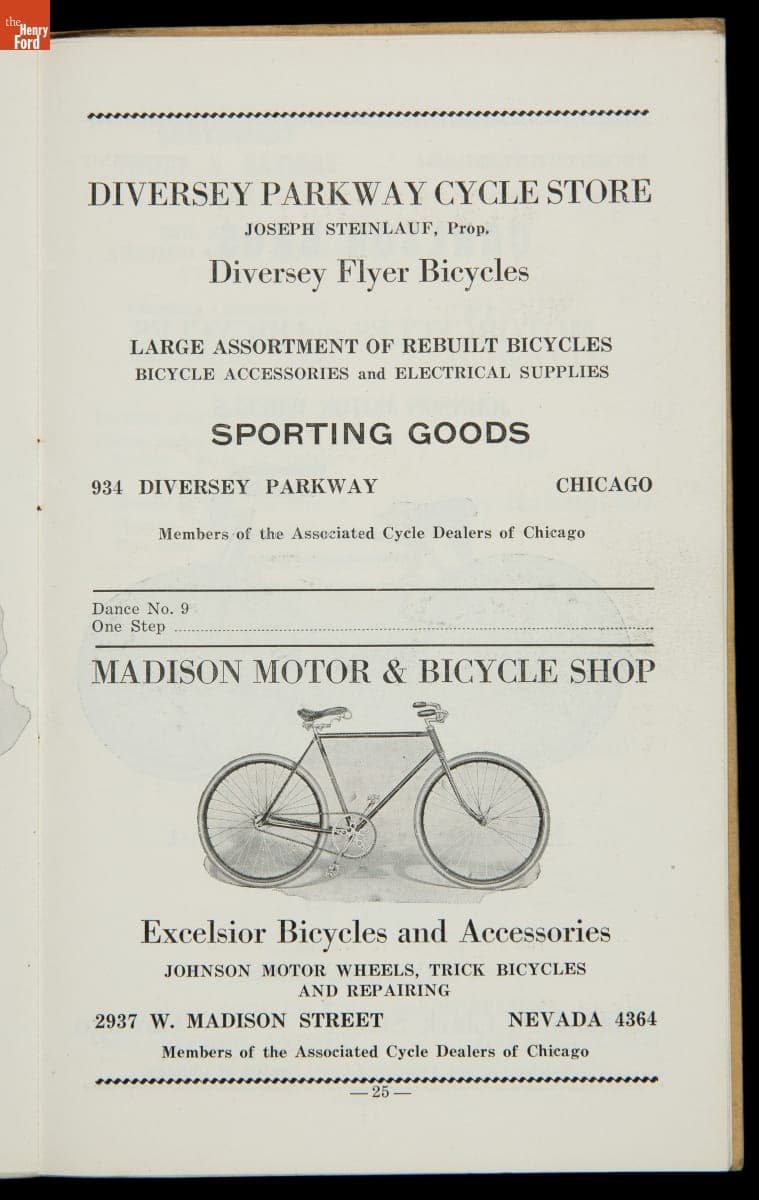 the
Henry
Ford
DIVERSEY PARKWAY CYCLE STORE
JOSEPH STEINLAUF, Prop.
Diversey Flyer Bicycles
LARGE ASSORTMENT OF REBUILT BICYCLES
BICYCLE ACCESSORIES and ELECTRICAL SUPPLIES
SPORTING GOODS
934 DIVERSEY PARKWAY CHICAGO
Members of the Associated Cycle Dealers of Chicago
Dance No. 9
One Step
MADISON MOTOR & BICYCLE SHOP
Excelsior Bicycles and Accessories
JOHNSON MOTOR WHEELS, TRICK BICYCLES
AND REPAIRING
2937 W. MADISON STREET NEVADA 4364
Members of the Associated Cycle Dealers of Chicago
—25—